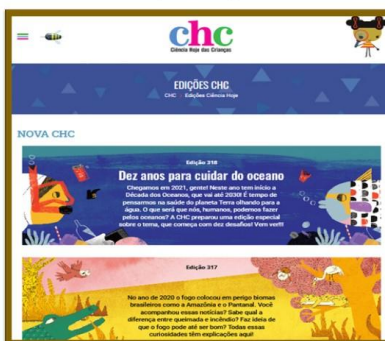 chc
Ciência Hoje das Crianças
EDIÇÕES CHC
CHC Edições Ciência Hoje
NOVA CHC
Edição 318
Dez anos para cuidar do oceano
Chegamos em 2021, gente! Neste ano tem início a
Década dos Oceanos, que vai até 2030! É tempo de
pensarmos na saúde do planeta Terra olhando para a
água. O que será que nós, humanos, podemos fazer
pelos oceanos? A CHC preparou uma edição especial
sobre o tema, que começa com dez desafios! Vem ver!!!
Edição 317
No ano de 2020 o fogo colocou em perigo biomas
brasileiros como a Amazônia e o Pantanal. Você
acompanhou essas notícias? Sabe qual a
diferença entre queimada e incêndio? Faz ideia de
que o fogo pode até ser bom? Todas essas
curiosidades têm explicações aqui!